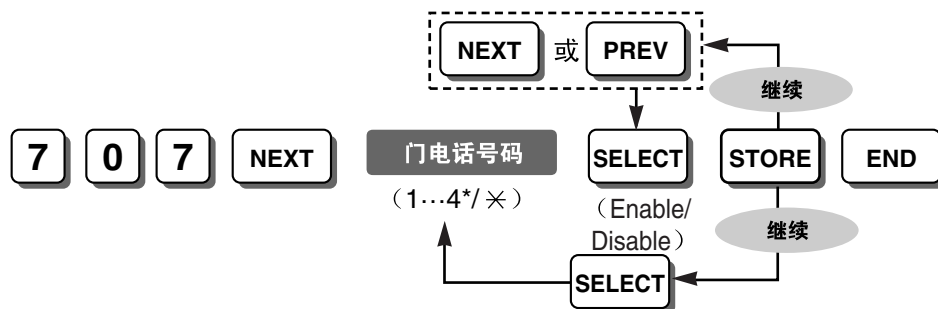 NEXT 或 PREV
继续
7 0 7 NEXT 门电话号码 SELECT STORE END
（1…4*/✳）
（Enable/
Disable）
继续
SELECT